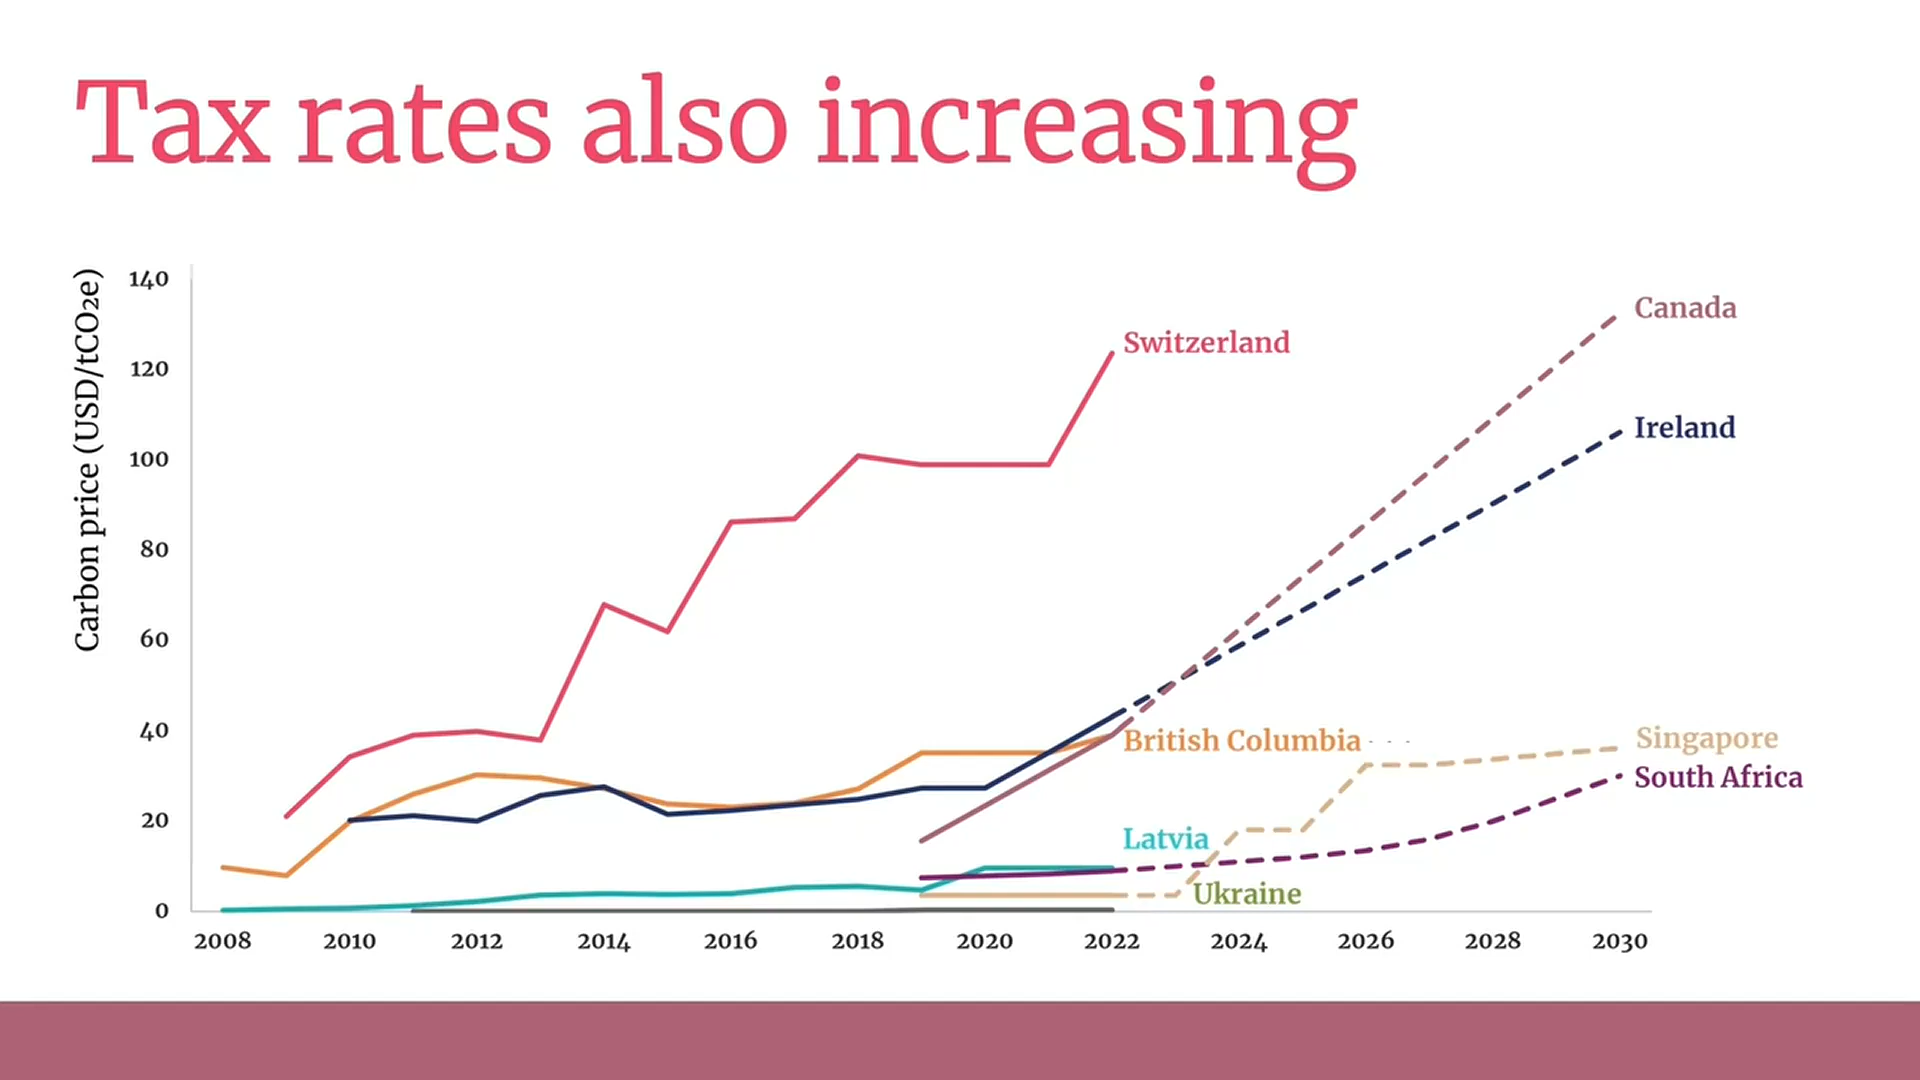 Tax rates also increasing
Carbon price (USD/tCO2e)
140
120
100
80
60
40
20
0
2008 2010 2012 2014 2016 2018 2020 2022 2024 2026 2028 2030
Switzerland
Canada
Ireland
British Columbia
Singapore
South Africa
Latvia
Ukraine